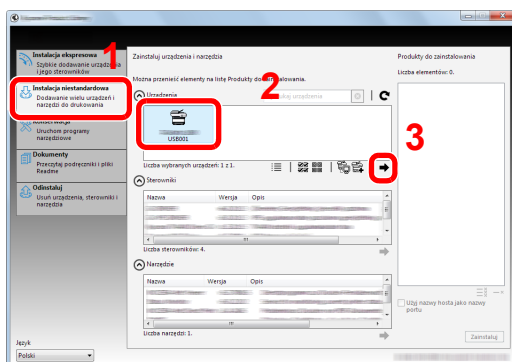 Instalacja ekspresowa
Szybkie dodawanie urządzenia
i jego sterowników
1
Instalacja niestandardowa
Dodawanie wielu urządzeń i
narzędzi do drukowania
Konserwacja
Uruchom programy
narzędziowe
Dokumenty
Przeczytaj podręczniki i pliki
Readme
Odinstaluj
Usuń urządzenia, sterowniki i
narzędzia
Język
Polski
Zainstaluj urządzenia i narzędzia
Można przenieść elementy na listę Produkty do zainstalowania.
2
Urządzenia
urządzenie
USB001
3
Liczba wybranych urządzeń: 1 z 1.
Sterowniki
Nazwa Wersja Opis
Liczba sterowników: 4.
Narzędzie
Nazwa Wersja Opis
Liczba narzędzi: 1.
Produkty do zainstalowania
Liczba elementów: 0.
Użyj nazwy hosta jako nazwy
portu
Zainstaluj